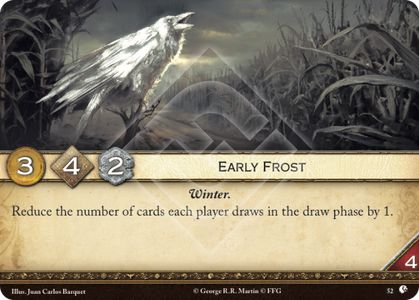 3 4 2 EARLY FROST
Winter.
Reduce the number of cards each player draws in the draw phase by 1.
4
Illus. Juan Carlos Barquet © George R.R. Martin © FFG 52